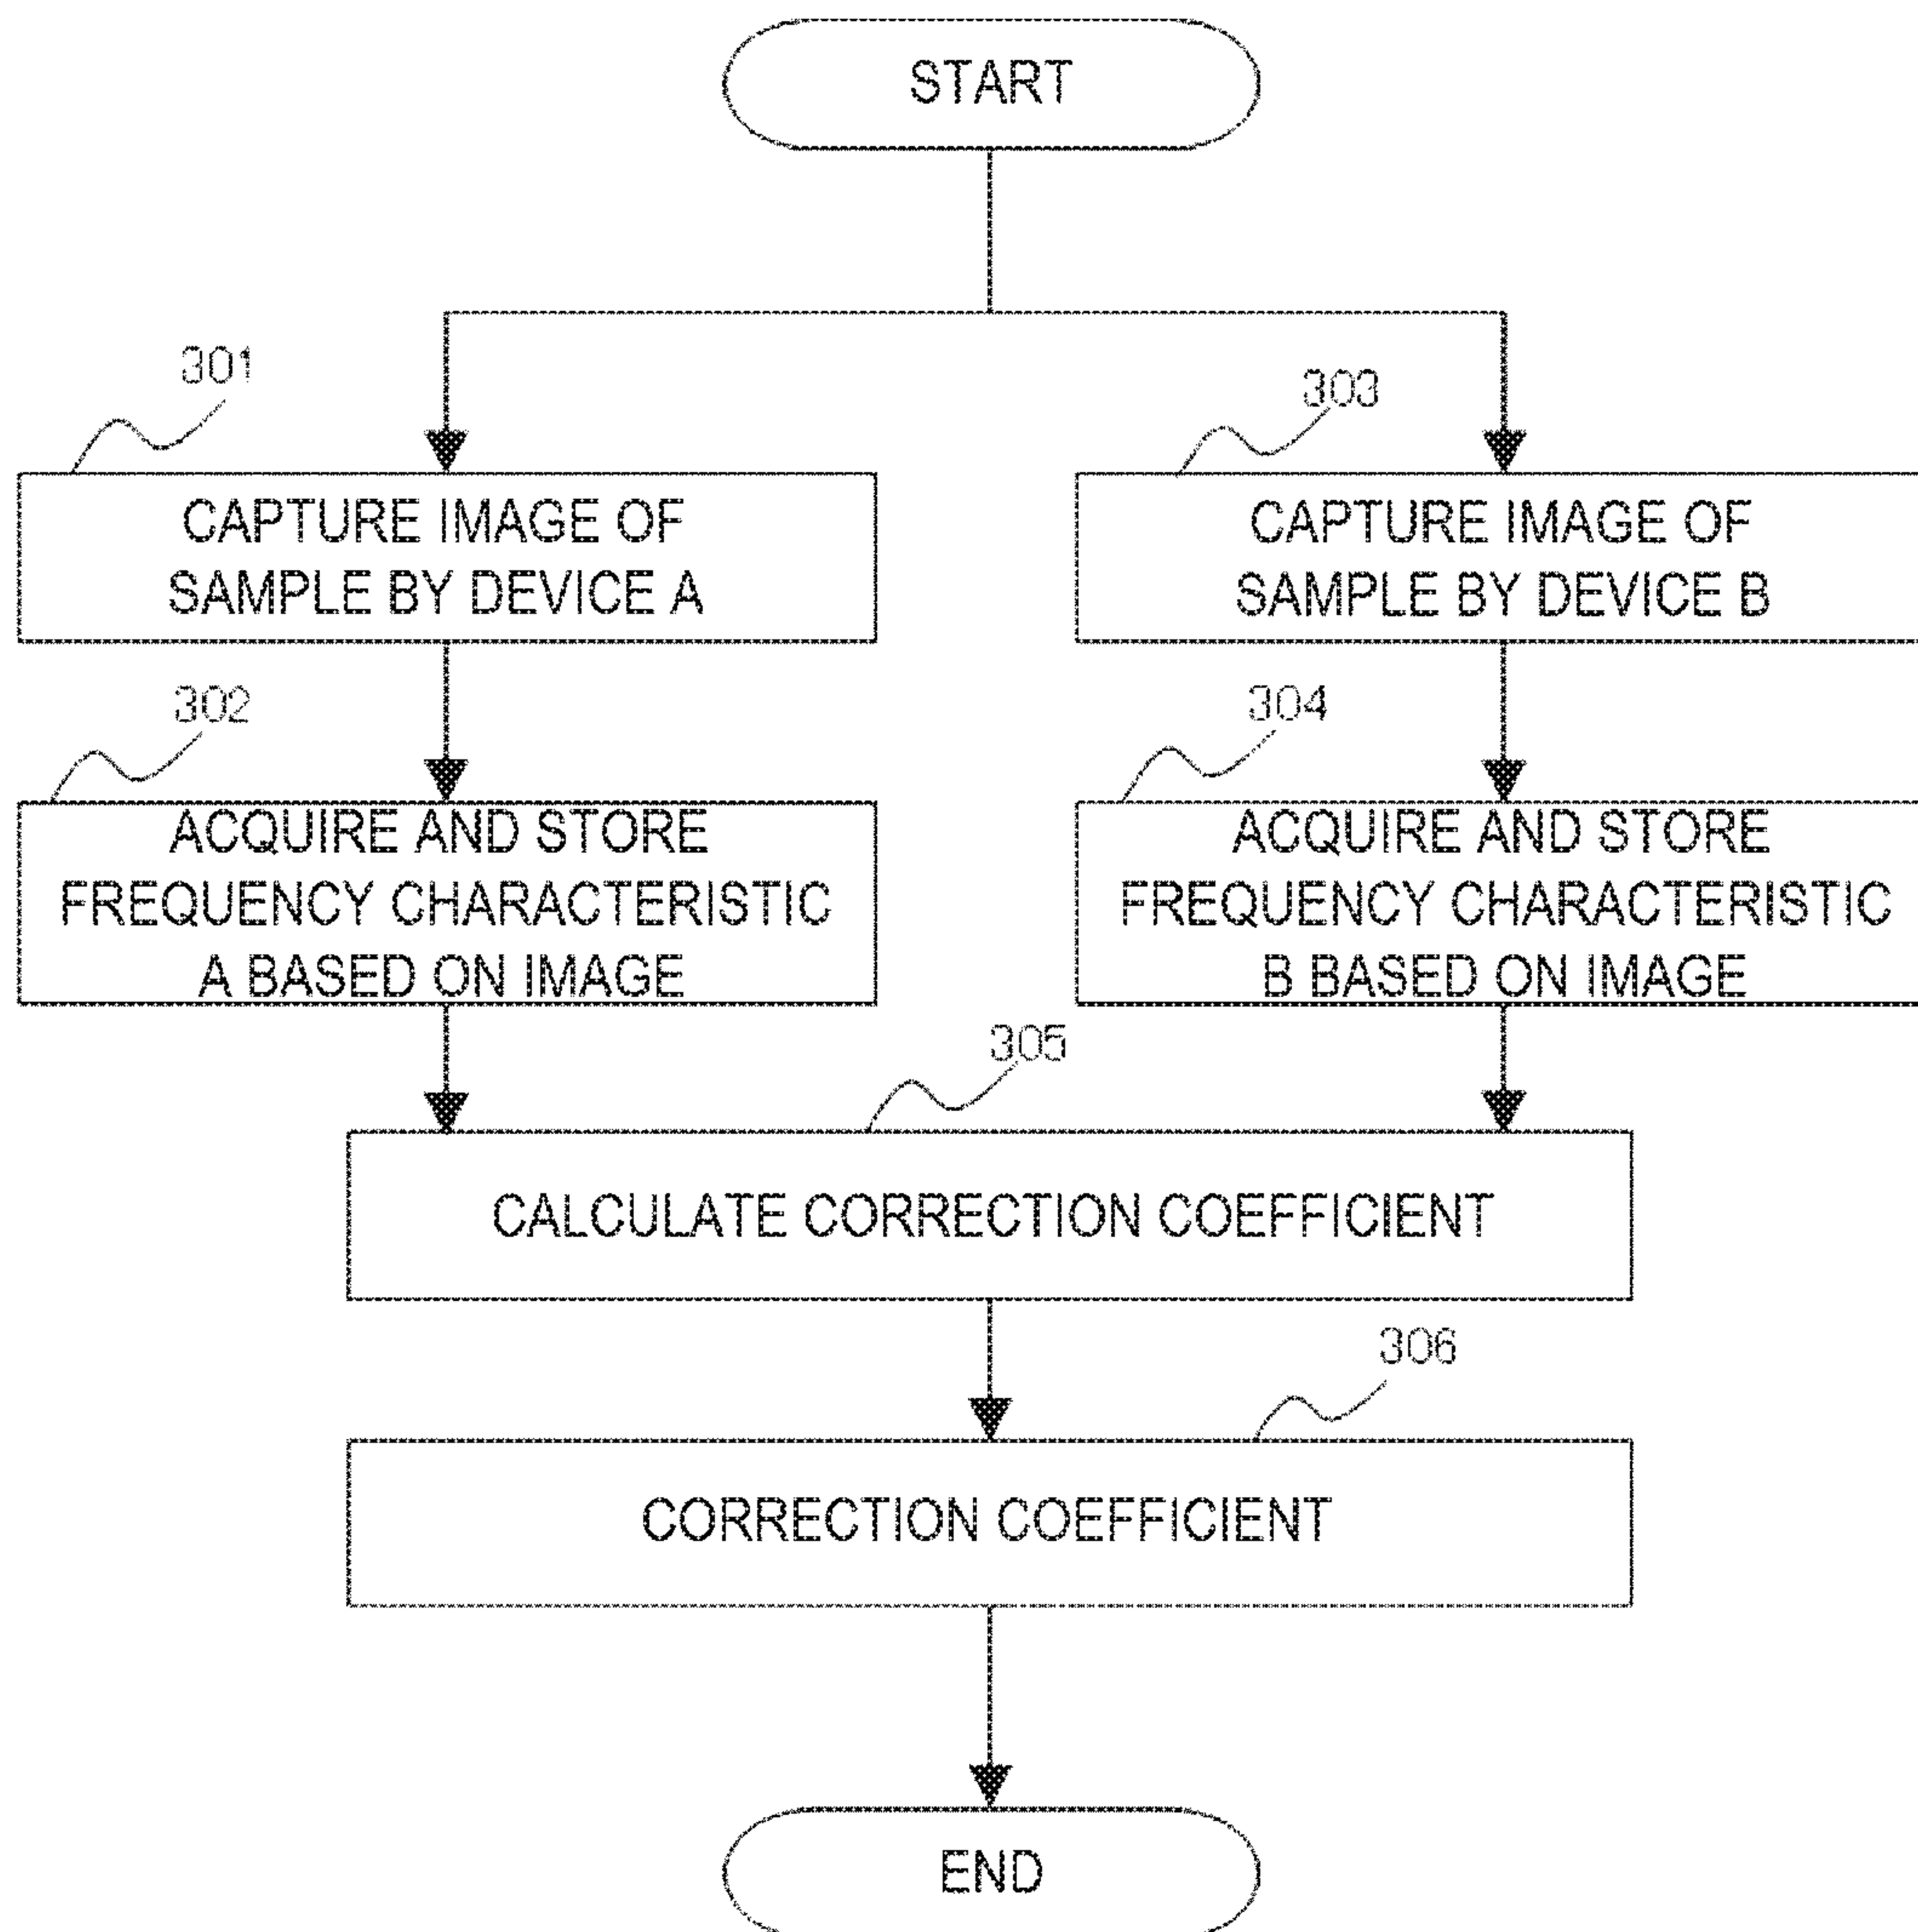 START
301
CAPTURE IMAGE OF
SAMPLE BY DEVICE A
303
CAPTURE IMAGE OF
SAMPLE BY DEVICE B
302
ACQUIRE AND STORE
FREQUENCY CHARACTERISTIC
A BASED ON IMAGE
304
ACQUIRE AND STORE
FREQUENCY CHARACTERISTIC
B BASED ON IMAGE
305
CALCULATE CORRECTION COEFFICIENT
306
CORRECTION COEFFICIENT
END